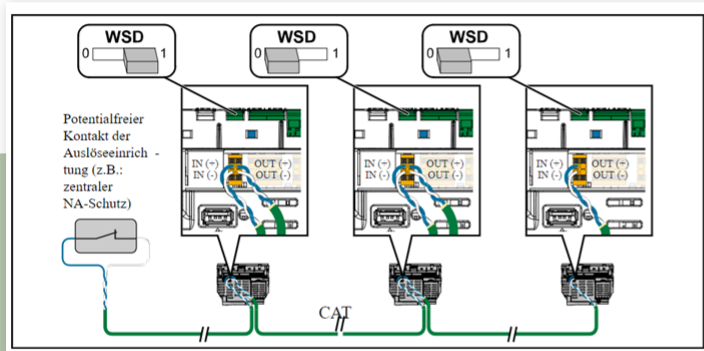 WSD
0 1
WSD
0 1
WSD
0 1
Potentialfreier
Kontakt der
Auslöseeinrich -
tung (z.B.:
zentraler
NA-Schutz)
IN (+) OUT (+)
IN (-) OUT (-)
IN (+) OUT (+)
IN (-) OUT (-)
IN (+) OUT (+)
IN (-) OUT (-)
CAT